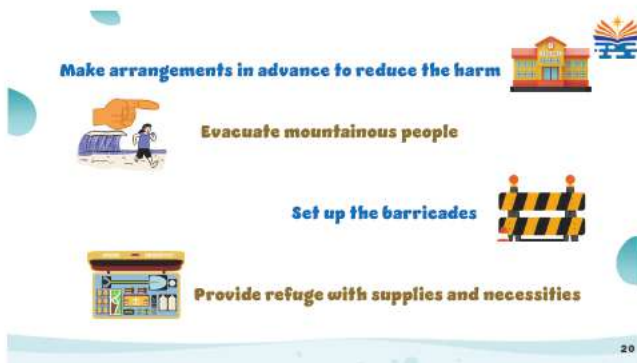 Make arrangements in advance to reduce the harm
Evacuate mountainous people
Set up the barricades
Provide refuge with supplies and necessities
20